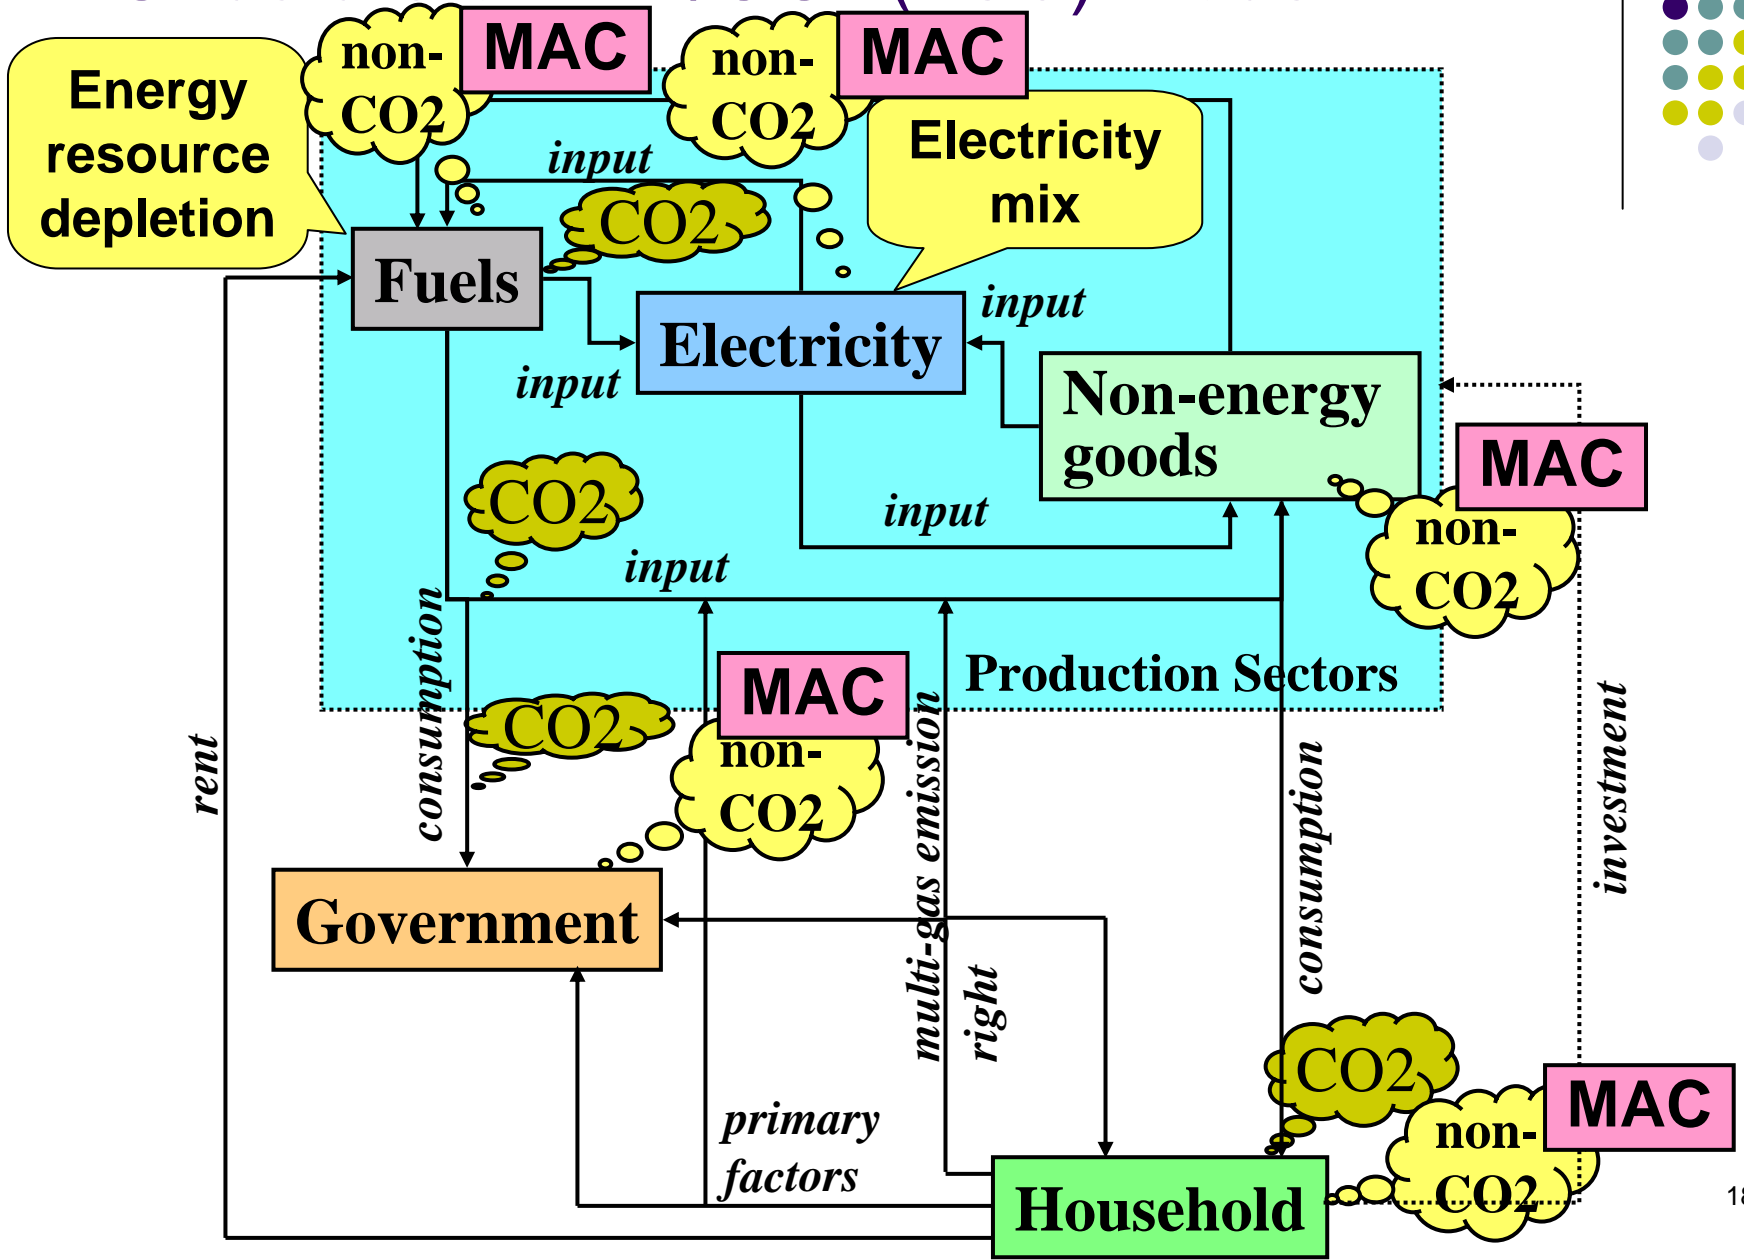 non-
CO2
MAC
non-
CO2
MAC
Energy
resource
depletion
Electricity
mix
input
CO2
Fuels
input
Electricity
input
Non-energy
goods
MAC
non-
CO2
CO2
input
input
consumption
Production Sectors
MAC
non-
CO2
CO2
rent
multi-gas emission
right
consumption
investment
Government
CO2
MAC
non-
CO2
primary
factors
Household